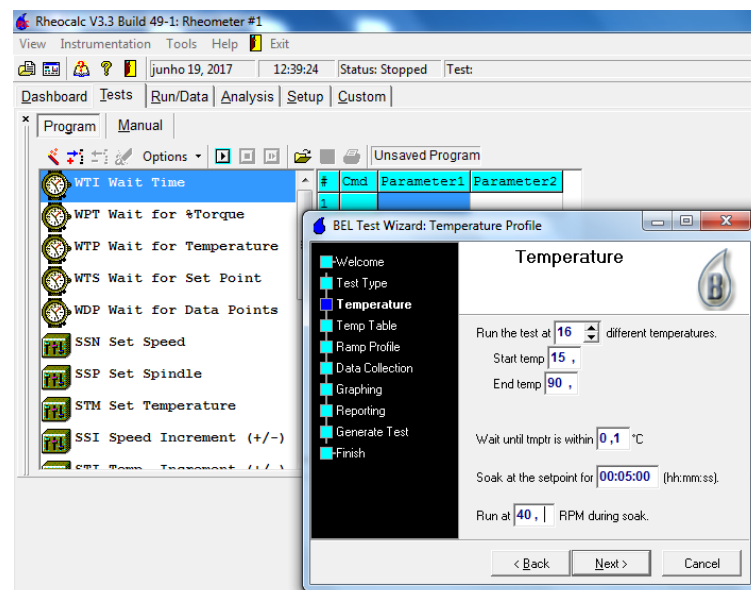 Rheocalc V3.3 Build 49-1: Rheometer #1
View Instrumentation Tools Help Exit
junho 19, 2017 12:39:24 Status: Stopped Test:
Dashboard Tests Run/Data Analysis Setup Custom
× Program Manual
Options Unsaved Program
WTI Wait Time
WPT Wait for %Torque
WTP Wait for Temperature
WTS Wait for Set Point
WDP Wait for Data Points
SSN Set Speed
SSP Set Spindle
STM Set Temperature
SSI Speed Increment (+/-)
STI Temp. Increment (+/-)
# Cmd Parameter1 Parameter2
1
BEL Test Wizard: Temperature Profile
Welcome
Test Type
Temperature
Temp Table
Ramp Profile
Data Collection
Graphing
Reporting
Generate Test
Finish
Temperature
B
Run the test at 16 different temperatures.
Start temp 15 ,
End temp 90 ,
Wait until tmptr is within 0 ,1 °C
Soak at the setpoint for 00:05:00 (hh:mm:ss).
Run at 40 , RPM during soak.
< Back Next > Cancel